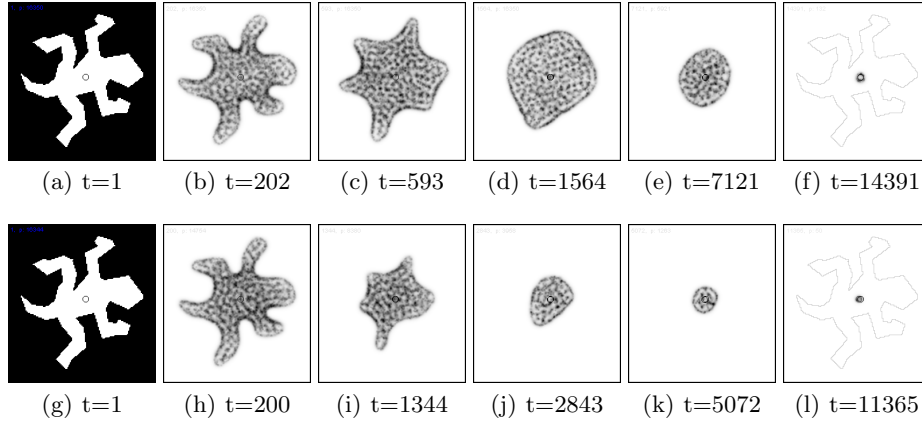 (a) t=1 (b) t=202 (c) t=593 (d) t=1564 (e) t=7121 (f) t=14391
(g) t=1 (h) t=200 (i) t=1344 (j) t=2843 (k) t=5072 (l) t=11365